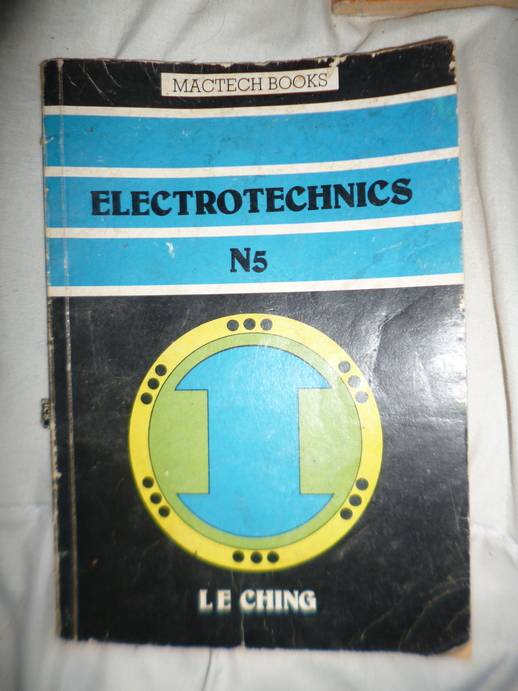 MACTECH BOOKS
ELECTROTECHNICS
N5
L E CHING